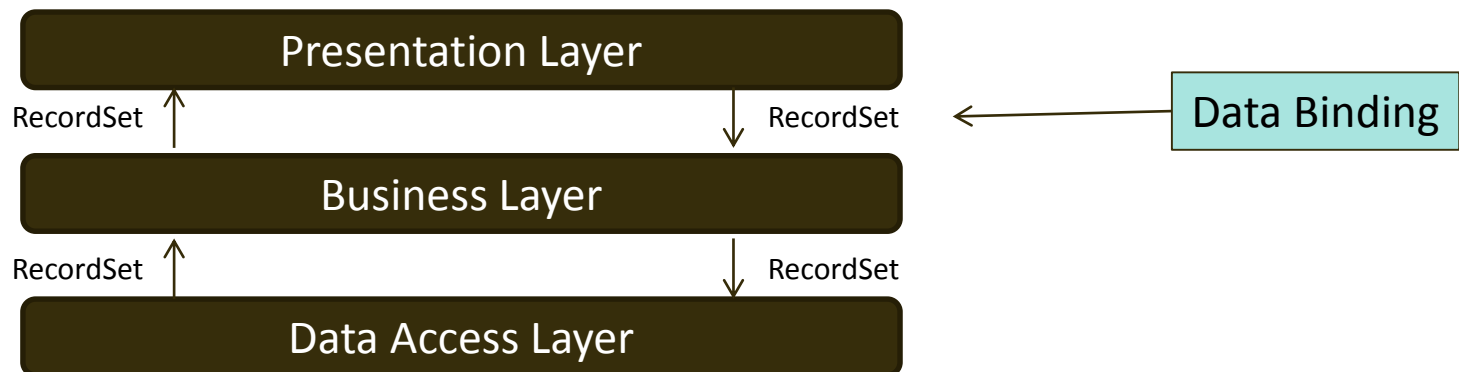 Presentation Layer
RecordSet
RecordSet
Data Binding
Business Layer
RecordSet
RecordSet
Data Access Layer